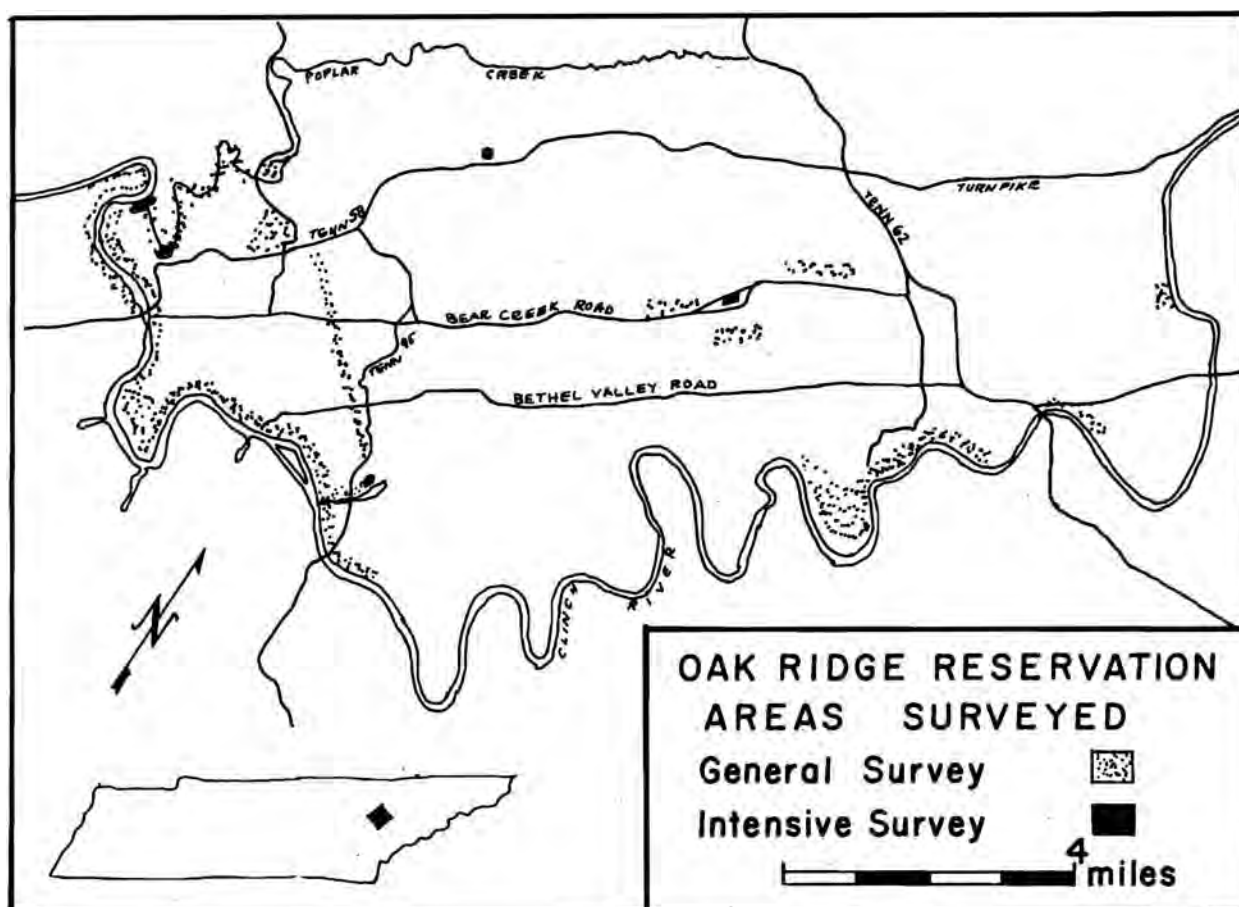 POPLAR CREEK
TURNPIKE
TENN 58
TENN 62
BEAR CREEK ROAD
TENN 95
BETHEL VALLEY ROAD
CLINCH RIVER
N
OAK RIDGE RESERVATION
AREAS SURVEYED
General Survey
Intensive Survey
4
miles